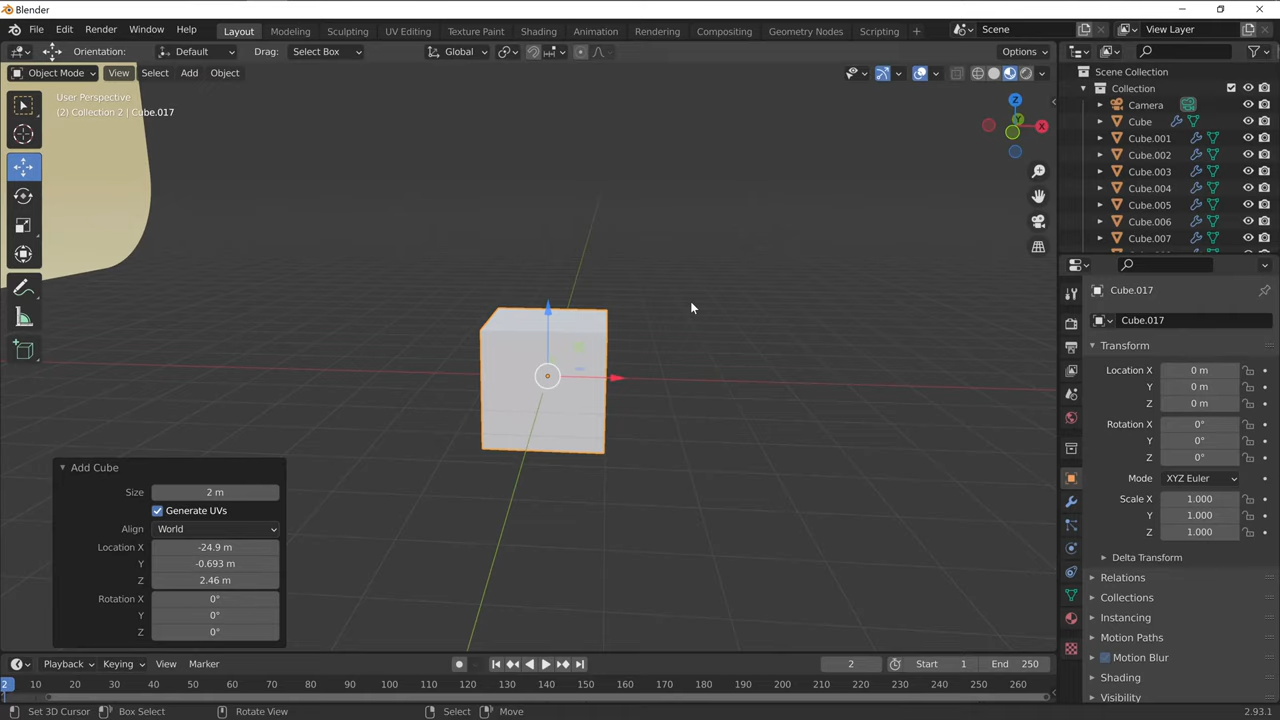 Blender
File Edit Render Window Help
Layout Modeling Sculpting UV Editing Texture Paint Shading Animation Rendering Compositing Geometry Nodes Scripting +
Scene
View Layer
Orientation: Default Drag: Select Box Global Options
Object Mode View Select Add Object
User Perspective
(2) Collection 2 | Cube.017
Z
Y
X
Scene Collection
Collection
Camera
Cube
Cube.001
Cube.002
Cube.003
Cube.004
Cube.005
Cube.006
Cube.007
Cube.017
Cube.017
Transform
Location X 0 m
Y 0 m
Z 0 m
Rotation X 0°
Y 0°
Z 0°
Mode XYZ Euler
Scale X 1.000
Y 1.000
Z 1.000
Delta Transform
Relations
Collections
Instancing
Motion Paths
Motion Blur
Shading
Visibility
Add Cube
Size 2 m
Generate UVs
Align World
Location X -24.9 m
Y -0.693 m
Z 2.46 m
Rotation X 0°
Y 0°
Z 0°
Playback Keying View Marker
2 Start 1 End 250
2 10 20 30 40 50 60 70 80 90 100 110 120 130 140 150 160 170 180 190 200 210 220 230 240 250 260
Set 3D Cursor Box Select Rotate View Select Move
2.93.1